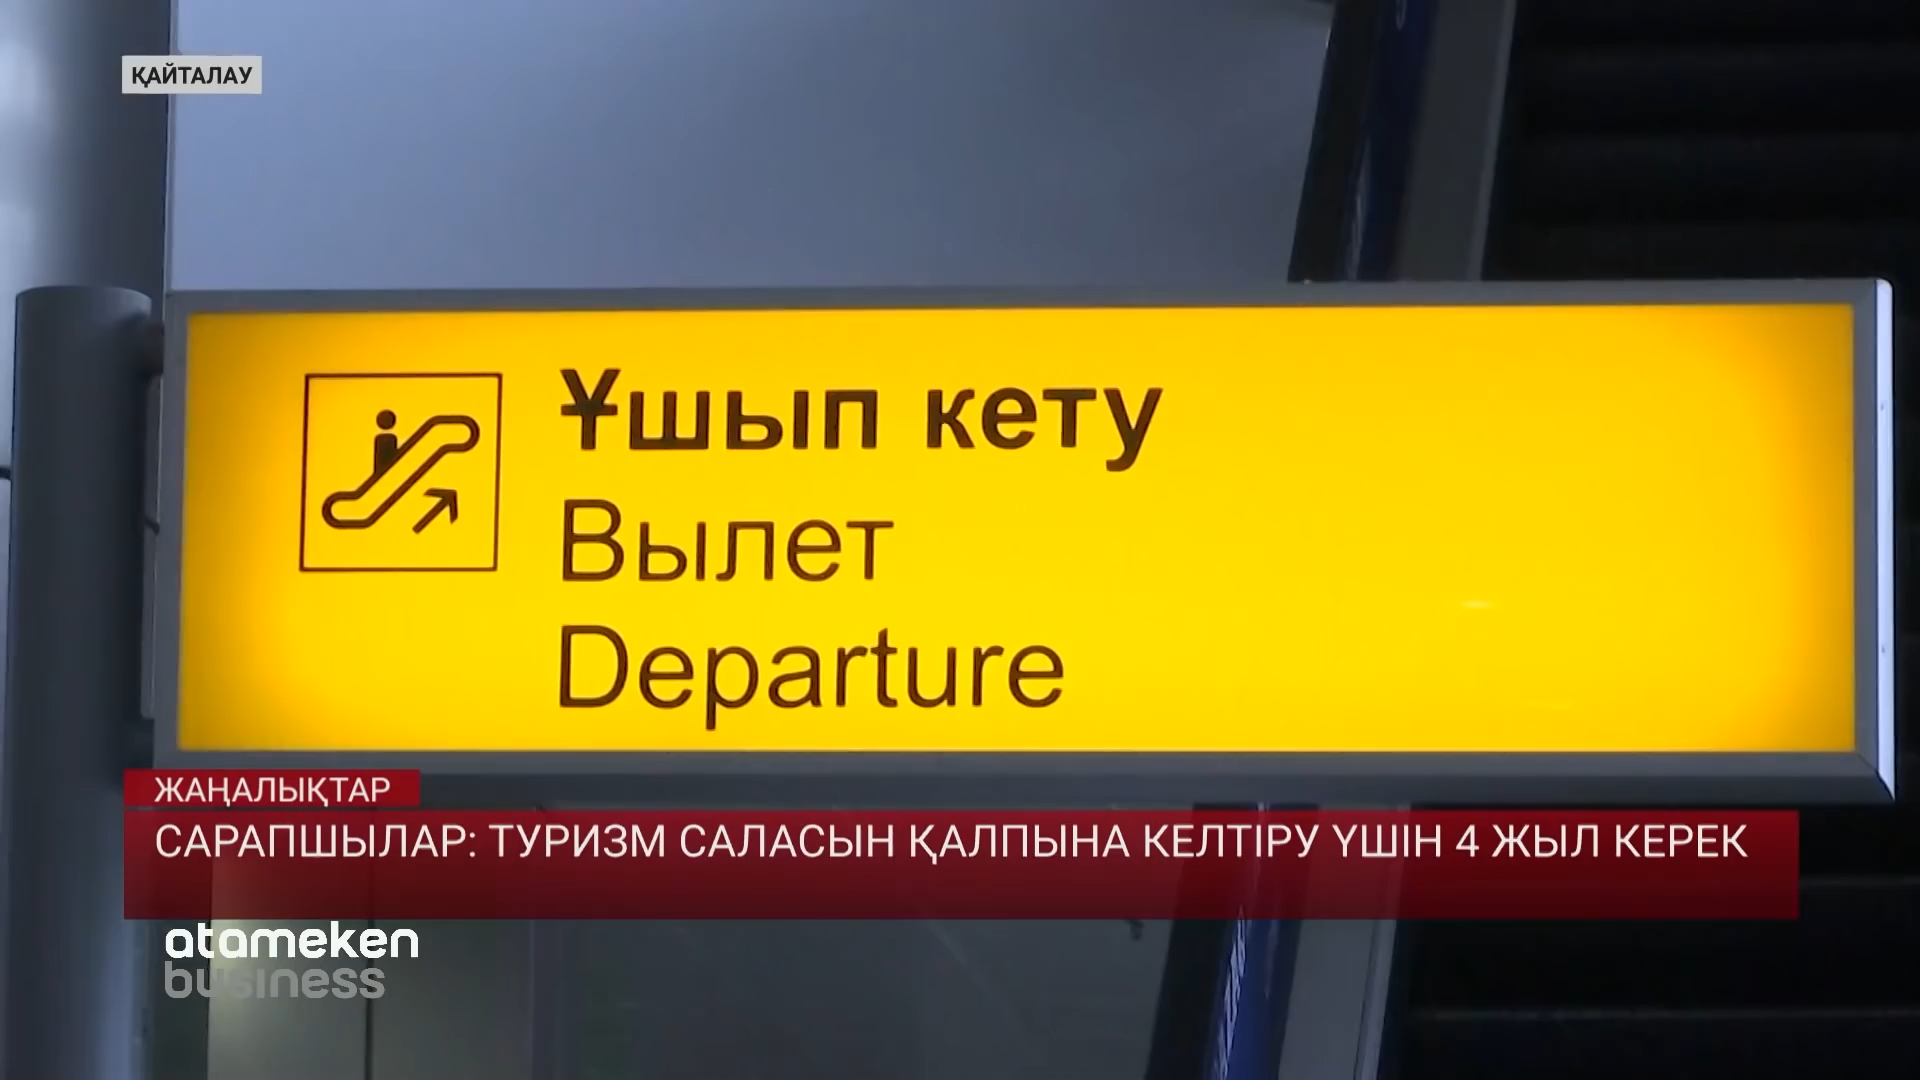 ҚАЙТАЛАУ
Ұшып кету
Вылет
Departure
ЖАҢАЛЫҚТАР
САРАПШЫЛАР: ТУРИЗМ САЛАСЫН ҚАЛПЫНА КЕЛТІРУ ҮШІН 4 ЖЫЛ КЕРЕК
atameken
business